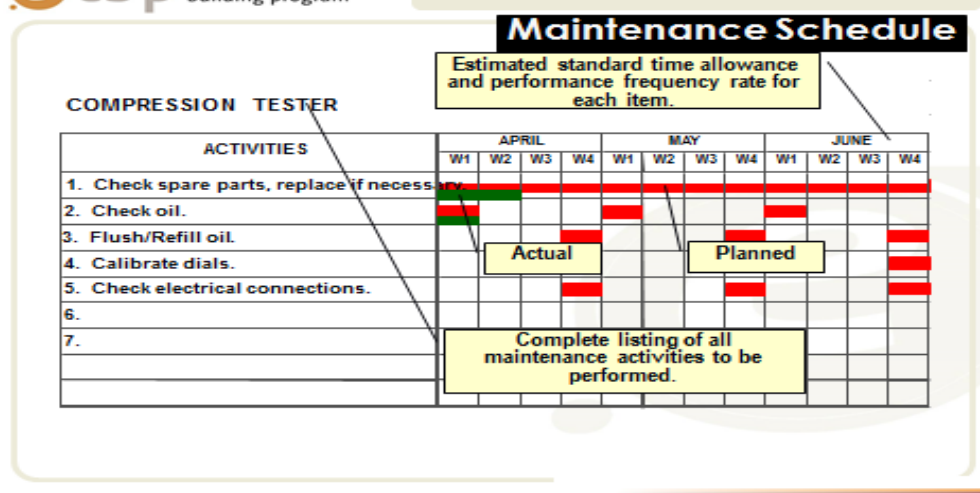 building program
Maintenance Schedule
Estimated standard time allowance
and performance frequency rate for
each item.
COMPRESSION TESTER
ACTIVITIES
APRIL MAY JUNE
W1 W2 W3 W4 W1 W2 W3 W4 W1 W2 W3 W4
1. Check spare parts, replace if necessary.
2. Check oil.
3. Flush/Refill oil.
4. Calibrate dials.
5. Check electrical connections.
6.
7.
Actual
Planned
Complete listing of all
maintenance activities to be
performed.